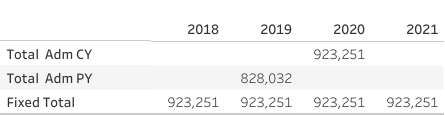 2018 2019 2020 2021
Total Adm CY 923,251
Total Adm PY 828,032
Fixed Total 923,251 923,251 923,251 923,251